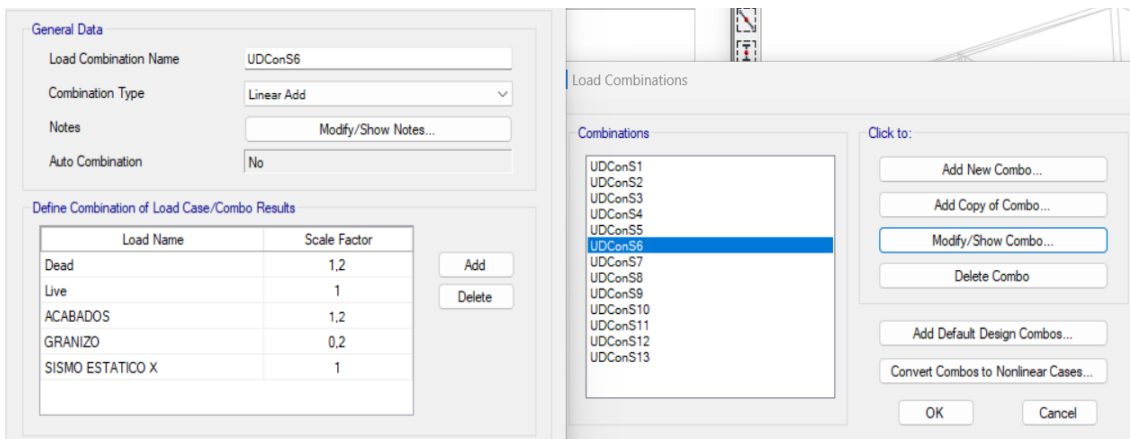 General Data
Load Combination Name UDConS6
Combination Type Linear Add
Notes Modify/Show Notes...
Auto Combination No
Define Combination of Load Case/Combo Results
Load Name Scale Factor
Dead 1,2
Live 1
ACABADOS 1,2
GRANIZO 0,2
SISMO ESTATICO X 1
Add
Delete
Load Combinations
Combinations
UDConS1
UDConS2
UDConS3
UDConS4
UDConS5
UDConS6
UDConS7
UDConS8
UDConS9
UDConS10
UDConS11
UDConS12
UDConS13
Click to:
Add New Combo...
Add Copy of Combo...
Modify/Show Combo...
Delete Combo
Add Default Design Combos...
Convert Combos to Nonlinear Cases...
OK Cancel